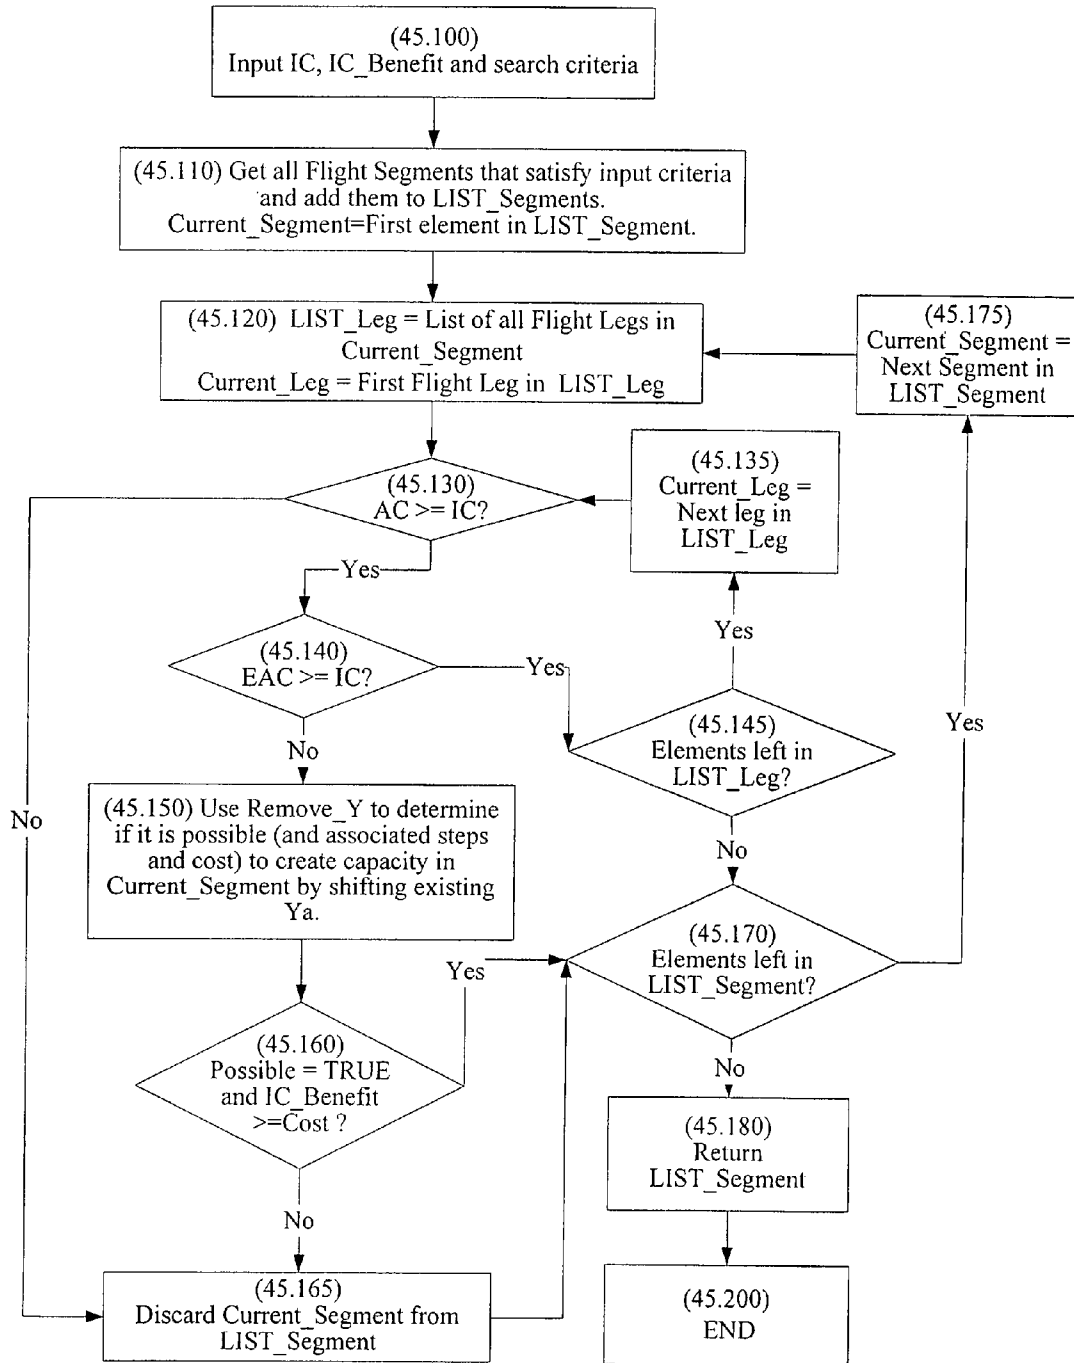 (45.100)
Input IC, IC_Benefit and search criteria
(45.110) Get all Flight Segments that satisfy input criteria
and add them to LIST_Segments.
Current_Segment=First element in LIST_Segment.
(45.120) LIST_Leg = List of all Flight Legs in
Current_Segment
Current_Leg = First Flight Leg in LIST_Leg
(45.175)
Current_Segment =
Next Segment in
LIST_Segment
(45.130)
AC >= IC?
(45.135)
Current_Leg =
Next leg in
LIST_Leg
Yes
Yes
(45.140)
EAC >= IC?
Yes
(45.145)
Elements left in
LIST_Leg?
Yes
No
No
(45.150) Use Remove_Y to determine
if it is possible (and associated steps
and cost) to create capacity in
Current_Segment by shifting existing
Ya.
No
(45.170)
Elements left in
LIST_Segment?
Yes
(45.160)
Possible = TRUE
and IC_Benefit
>=Cost ?
No
(45.180)
Return
LIST_Segment
No
(45.165)
Discard Current_Segment from
LIST_Segment
(45.200)
END